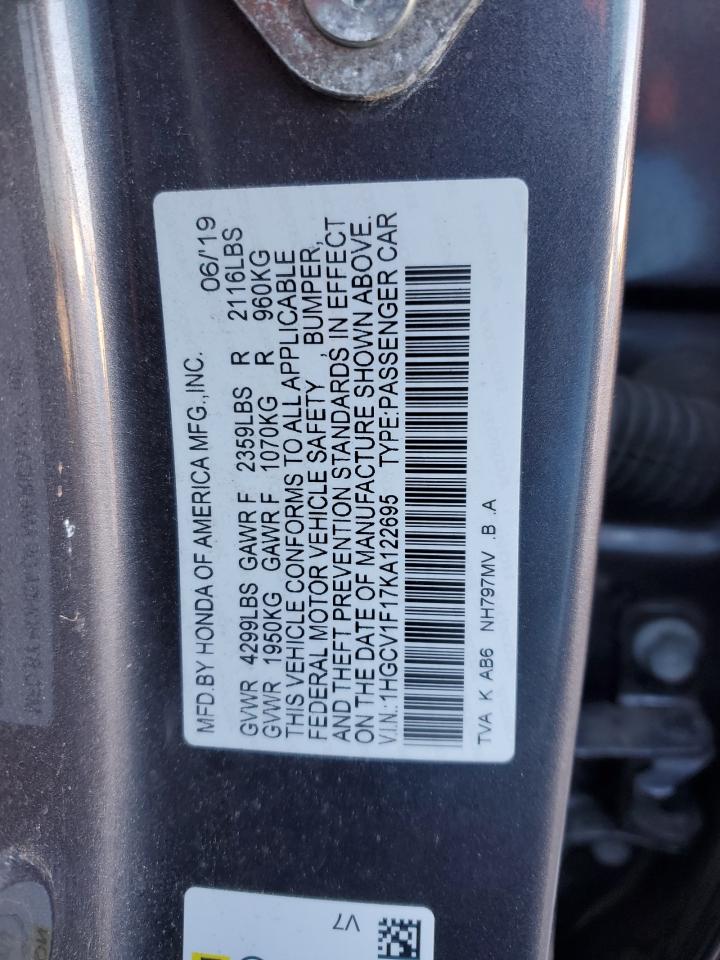 MFD.BY HONDA OF AMERICA MFG.,INC. 06/'19
GVWR 4299LBS GAWR F 2359LBS R 2116LBS
GVWR 1950KG GAWR F 1070KG R 960KG
THIS VEHICLE CONFORMS TO ALL APPLICABLE
FEDERAL MOTOR VEHICLE SAFETY , BUMPER,
AND THEFT PREVENTION STANDARDS IN EFFECT
ON THE DATE OF MANUFACTURE SHOWN ABOVE.
V.I.N.:1HGCV1F17KA122695 TYPE:PASSENGER CAR
TVA K AB6 NH797MV .B .A
V7